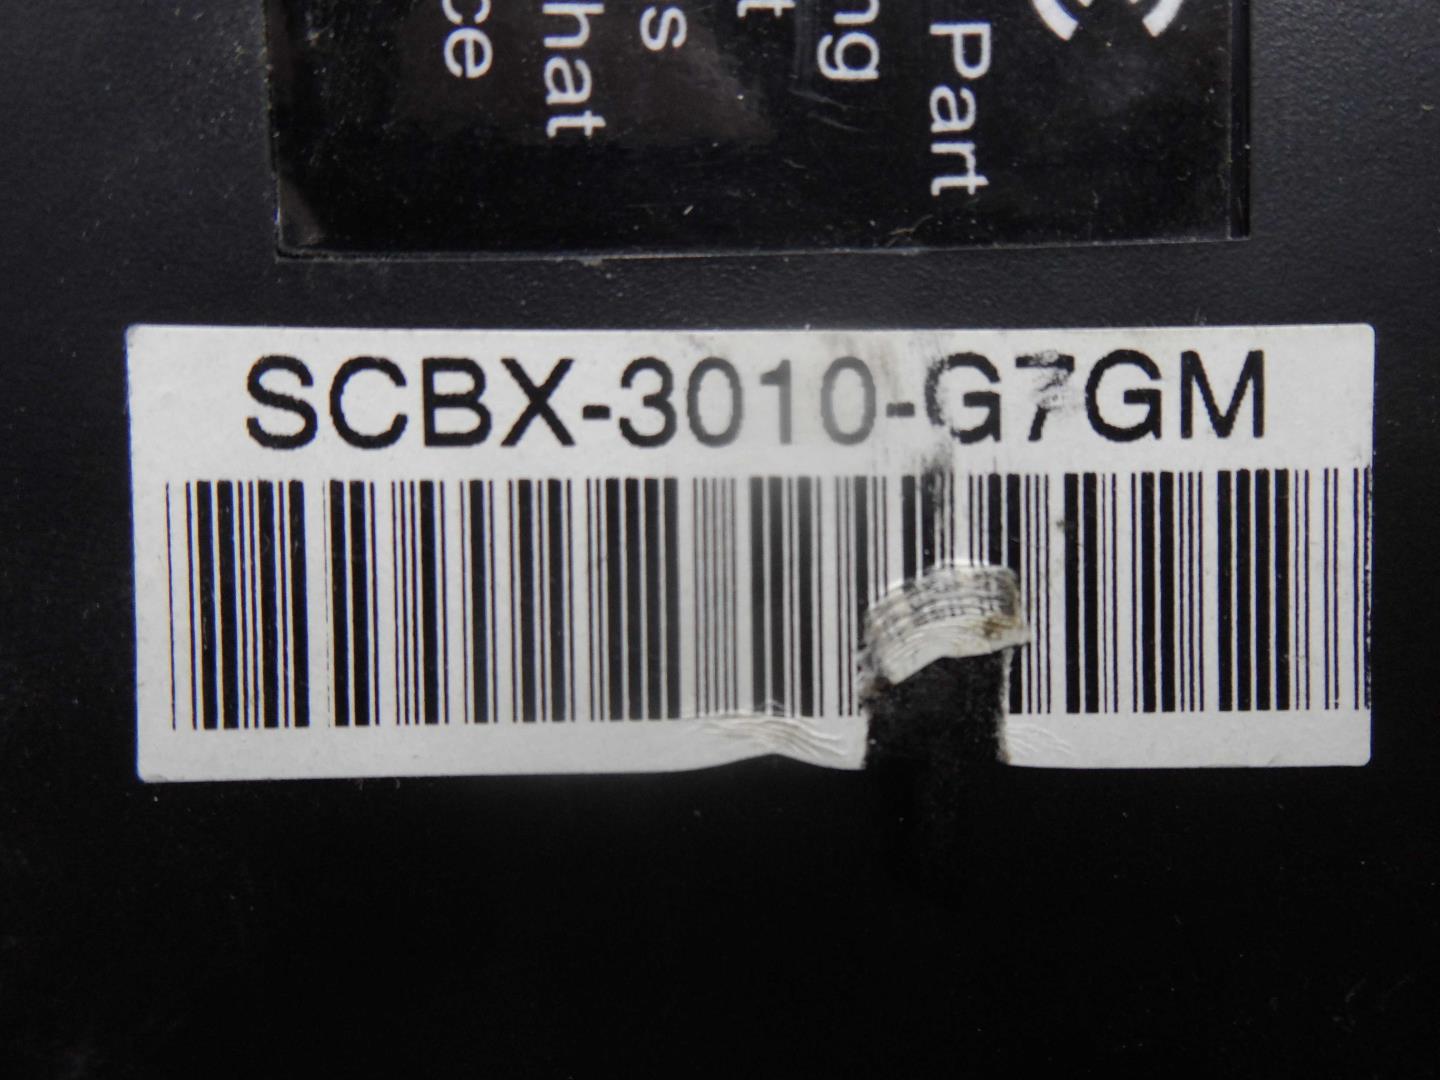 Part
ng
t
s
hat
ce
SCBX-3010-G7GM